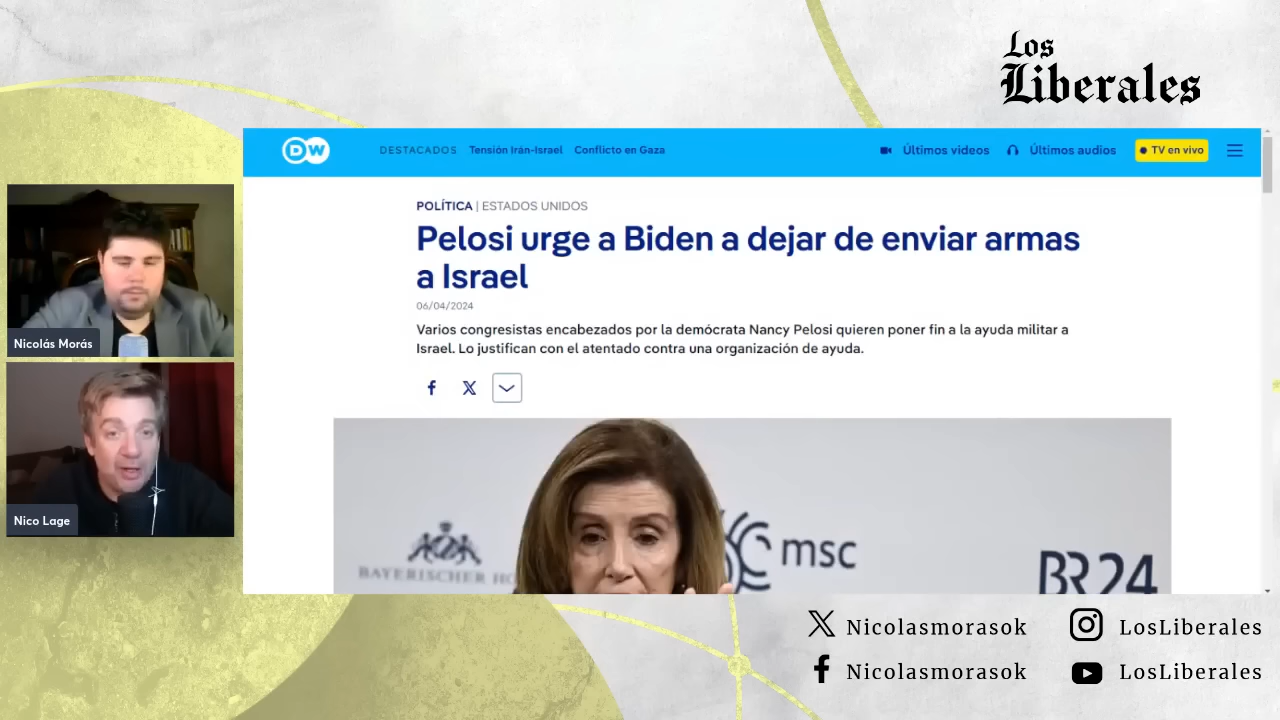 Los
Liberales
DW
DESTACADOS Tensión Irán-Israel Conflicto en Gaza
Últimos videos Últimos audios TV en vivo
POLÍTICA | ESTADOS UNIDOS
Pelosi urge a Biden a dejar de enviar armas
a Israel
06/04/2024
Varios congresistas encabezados por la demócrata Nancy Pelosi quieren poner fin a la ayuda militar a
Israel. Lo justifican con el atentado contra una organización de ayuda.
Nicolás Morás
Nico Lage
BAYERISCHER HO
msc
BR24
Nicolasmorasok
LosLiberales
Nicolasmorasok
LosLiberales